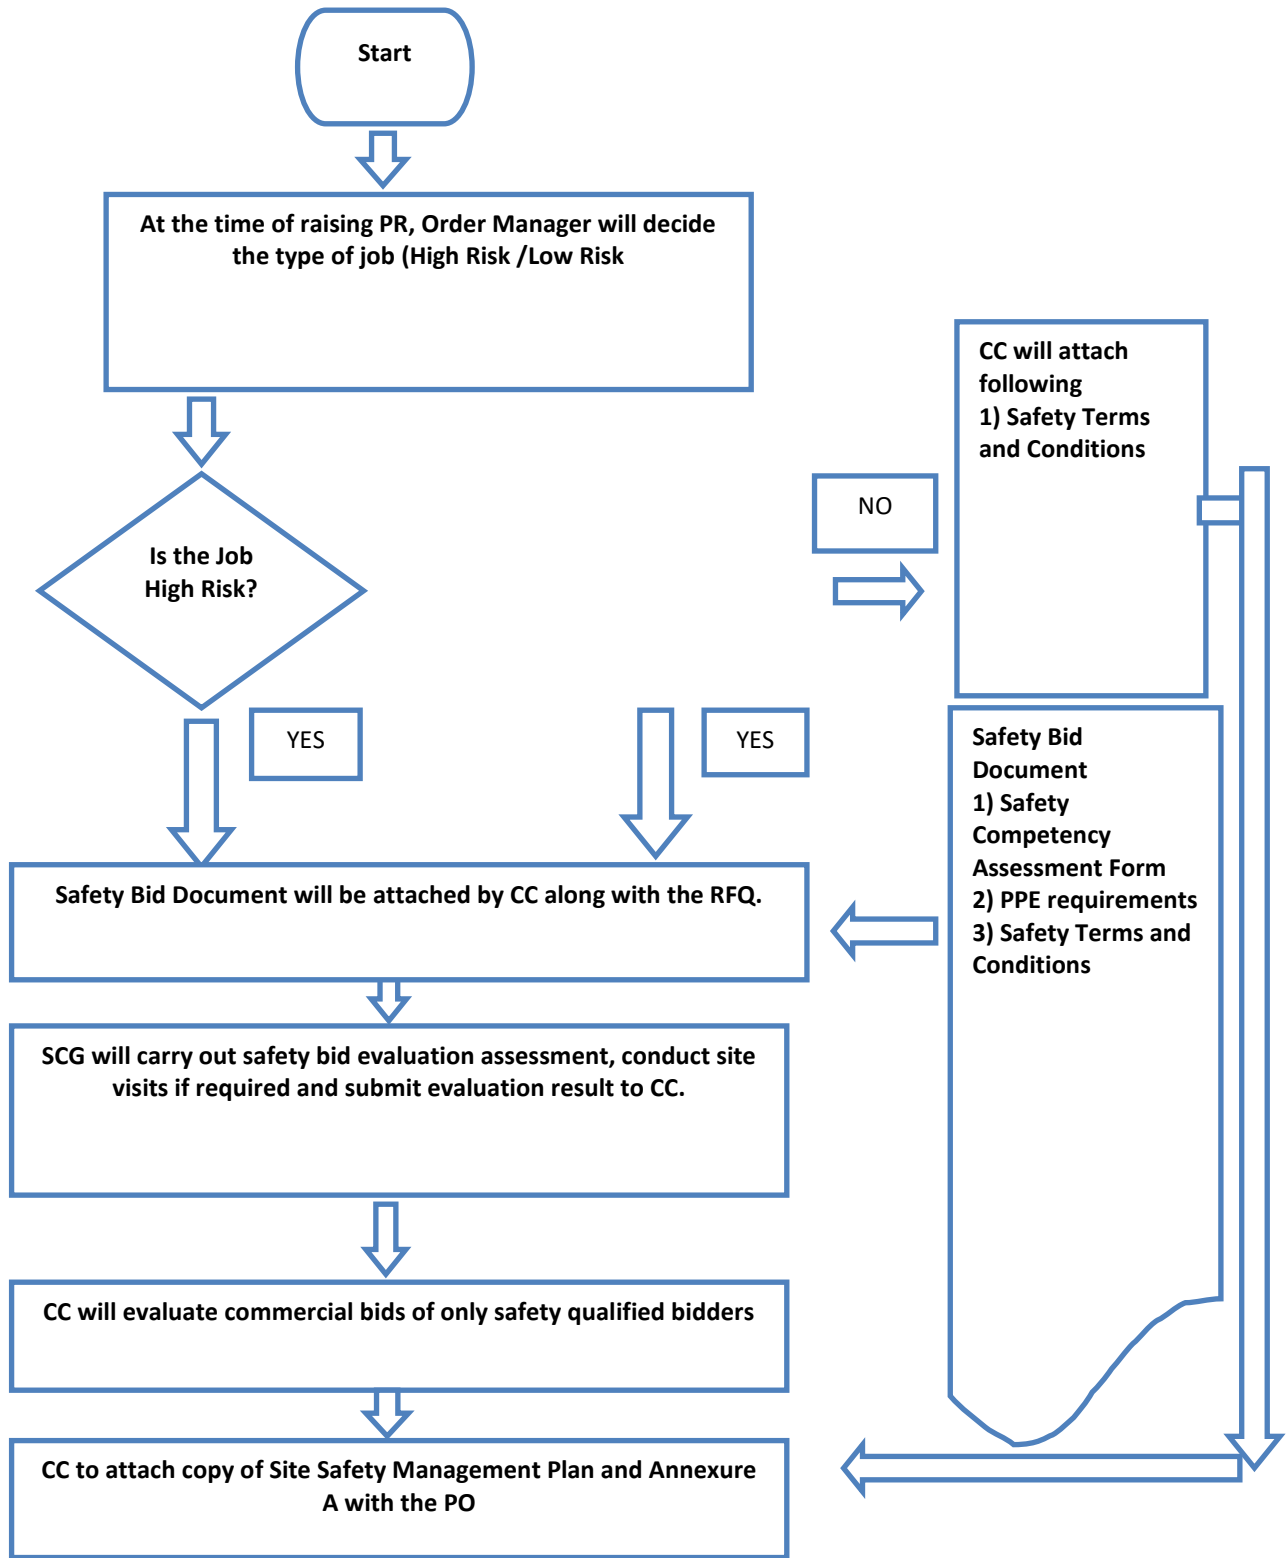 Start
At the time of raising PR, Order Manager will decide
the type of job (High Risk /Low Risk
CC will attach
following
1) Safety Terms
and Conditions
NO
Is the Job
High Risk?
YES
YES
Safety Bid
Document
1) Safety
Competency
Assessment Form
2) PPE requirements
3) Safety Terms and
Conditions
Safety Bid Document will be attached by CC along with the RFQ.
SCG will carry out safety bid evaluation assessment, conduct site
visits if required and submit evaluation result to CC.
CC will evaluate commercial bids of only safety qualified bidders
CC to attach copy of Site Safety Management Plan and Annexure
A with the PO